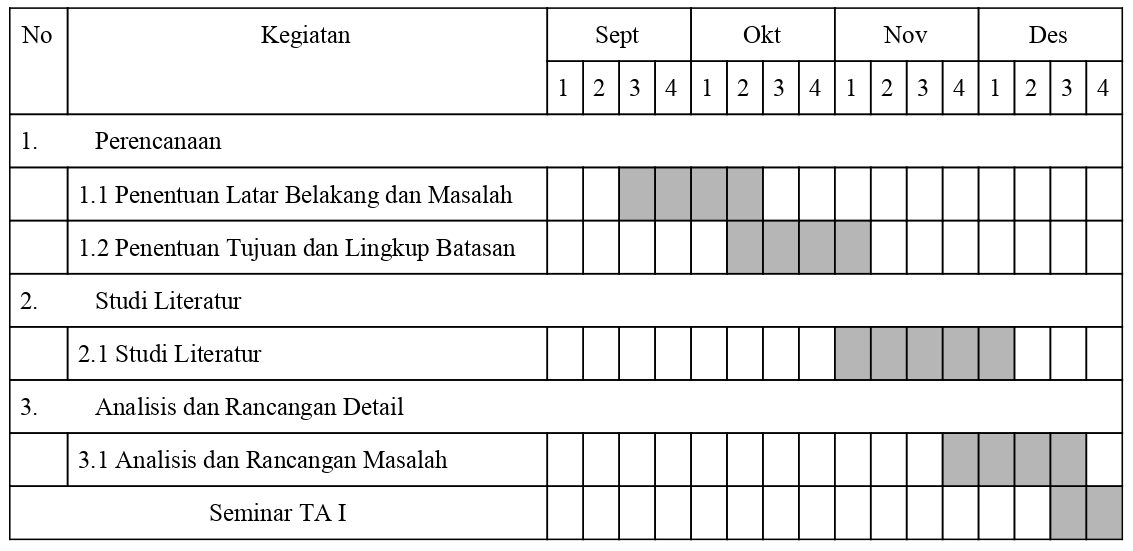 No Kegiatan Sept Okt Nov Des
1 2 3 4 1 2 3 4 1 2 3 4 1 2 3 4
1. Perencanaan
1.1 Penentuan Latar Belakang dan Masalah
1.2 Penentuan Tujuan dan Lingkup Batasan
2. Studi Literatur
2.1 Studi Literatur
3. Analisis dan Rancangan Detail
3.1 Analisis dan Rancangan Masalah
Seminar TA I